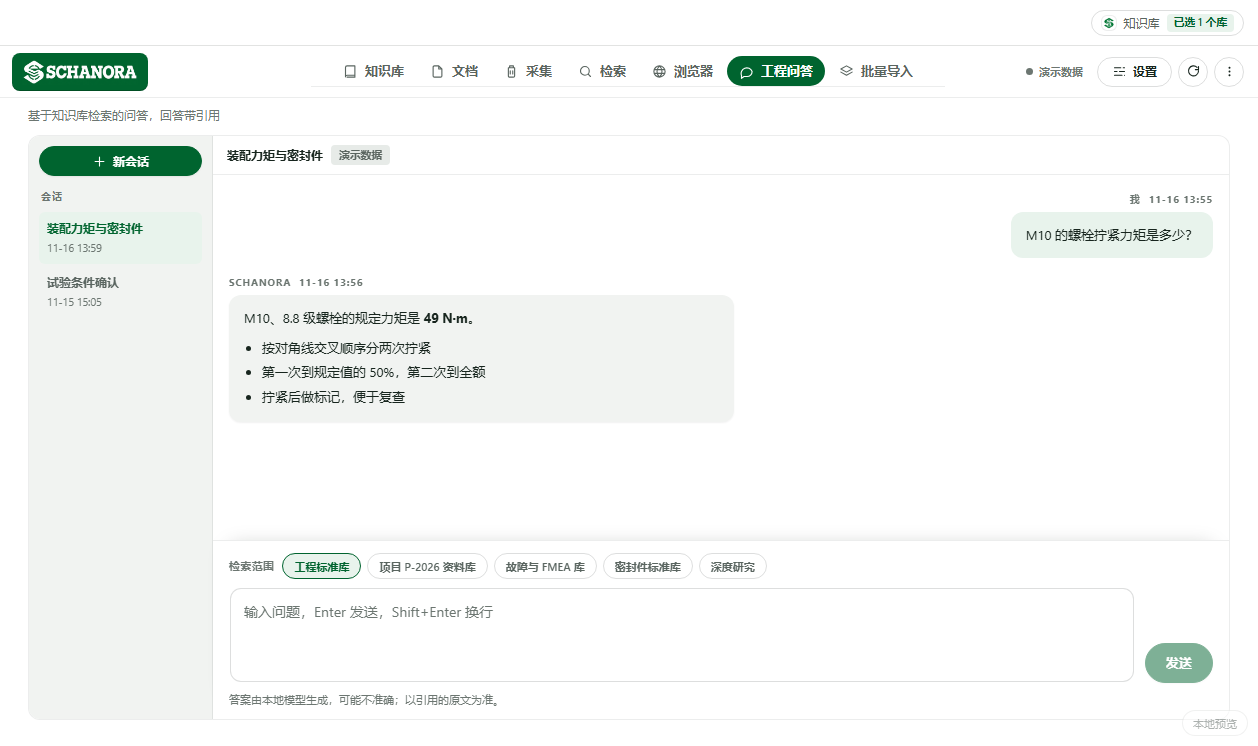 知识库 已选 1 个库
SCHANORA
知识库 文档 采集 检索 浏览器 工程问答 批量导入
演示数据 设置
基于知识库检索的问答，回答带引用
新会话
会话
装配力矩与密封件
11-16 13:59
试验条件确认
11-15 15:05
装配力矩与密封件 演示数据
我 11-16 13:55
M10 的螺栓拧紧力矩是多少?
SCHANORA 11-16 13:56
M10、8.8 级螺栓的规定力矩是 49 N·m。
按对角线交叉顺序分两次拧紧
第一次到规定值的 50%，第二次到全额
拧紧后做标记，便于复查
检索范围 工程标准库 项目 P-2026 资料库 故障与 FMEA 库 密封件标准库 深度研究
输入问题，Enter 发送，Shift+Enter 换行
发送
答案由本地模型生成，可能不准确；以引用的原文为准。
本地预览